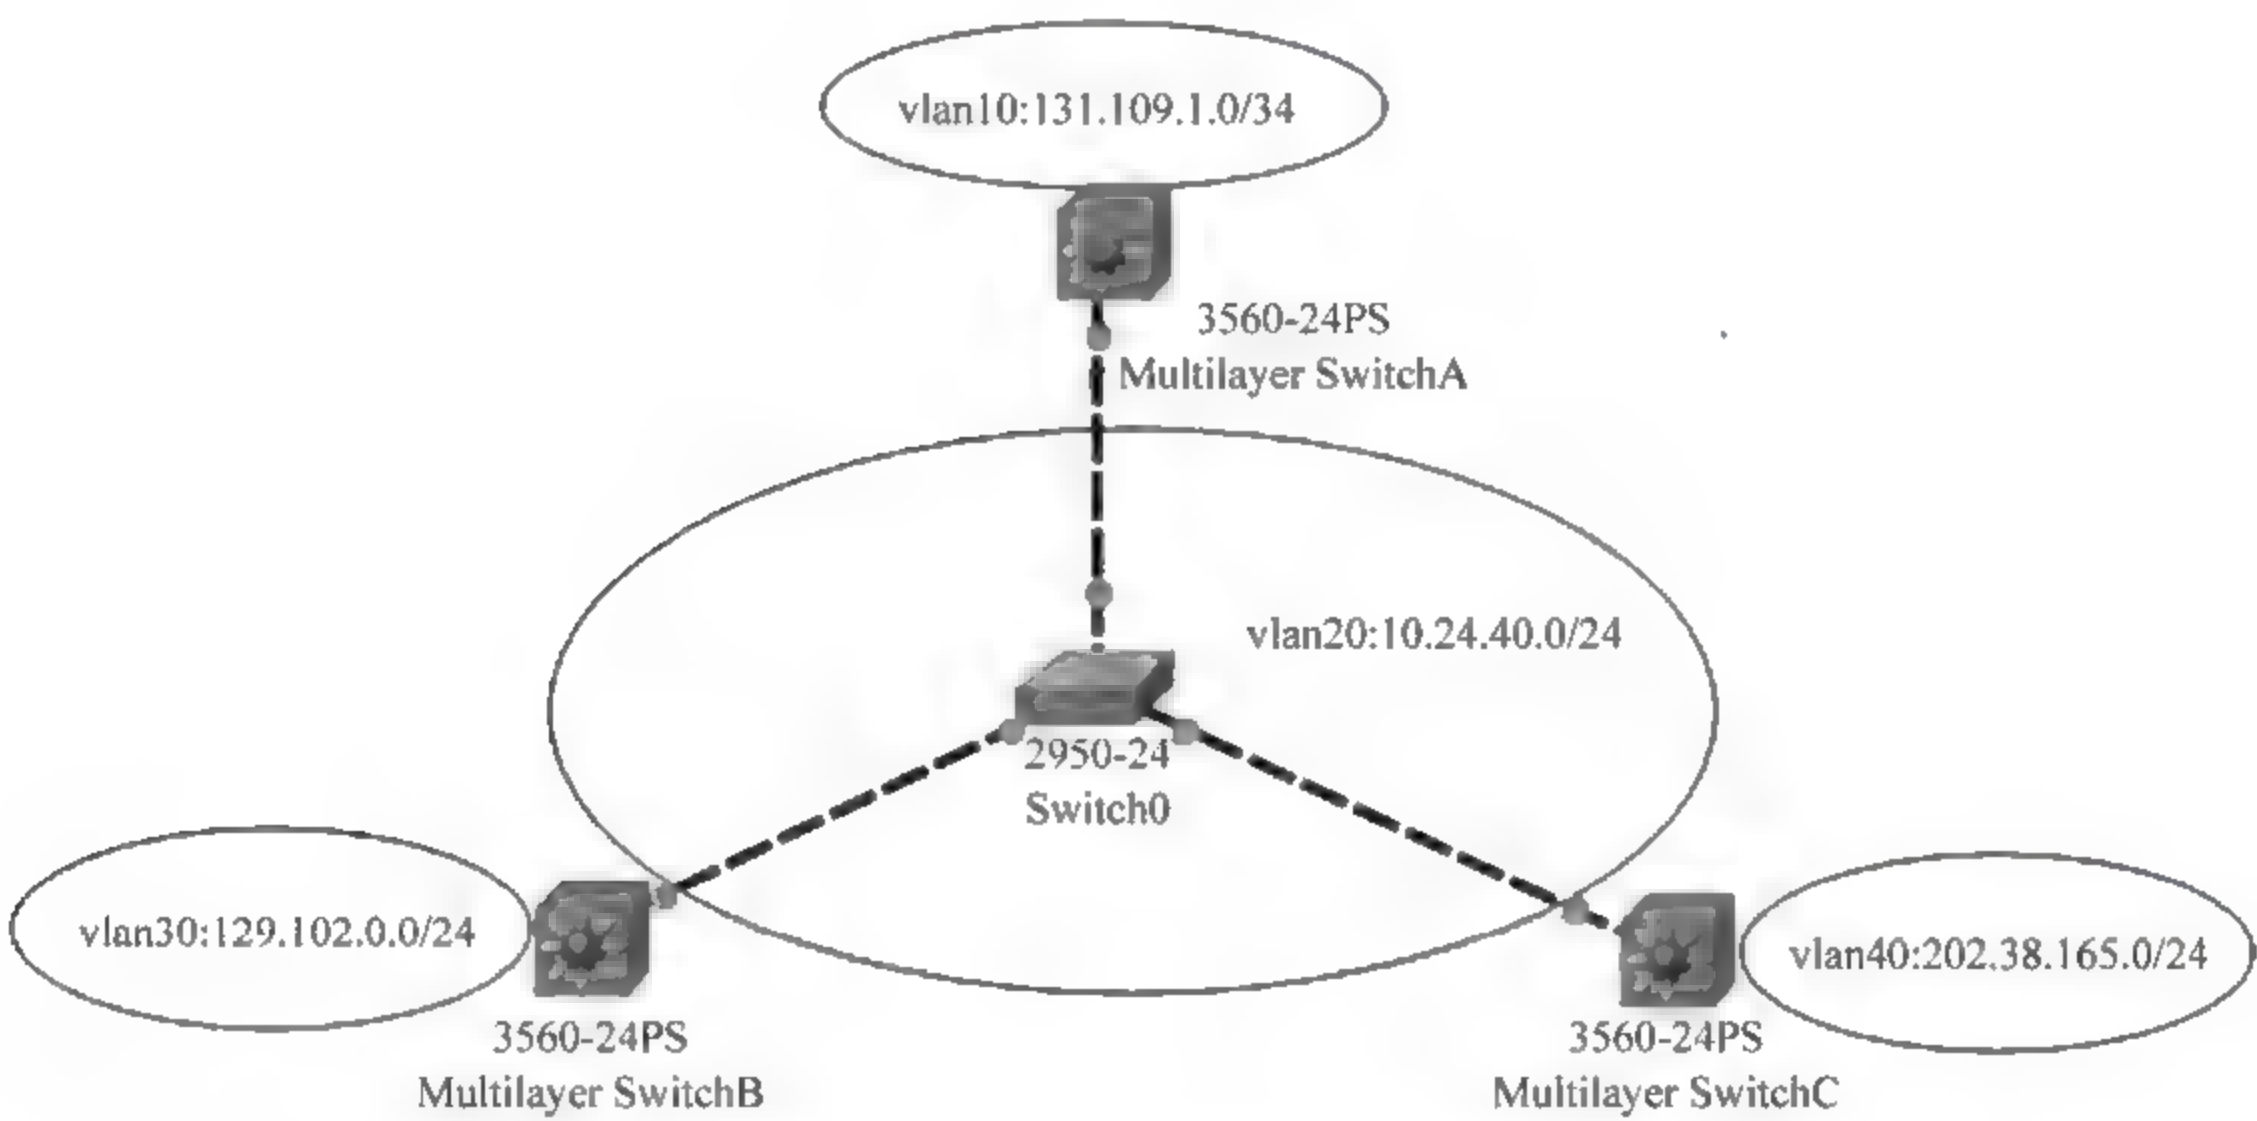 vlan10:131.109.1.0/34
3560-24PS
Multilayer SwitchA
vlan20:10.24.40.0/24
2950-24
Switch0
vlan30:129.102.0.0/24
3560-24PS
Multilayer SwitchB
vlan40:202.38.165.0/24
3560-24PS
Multilayer SwitchC